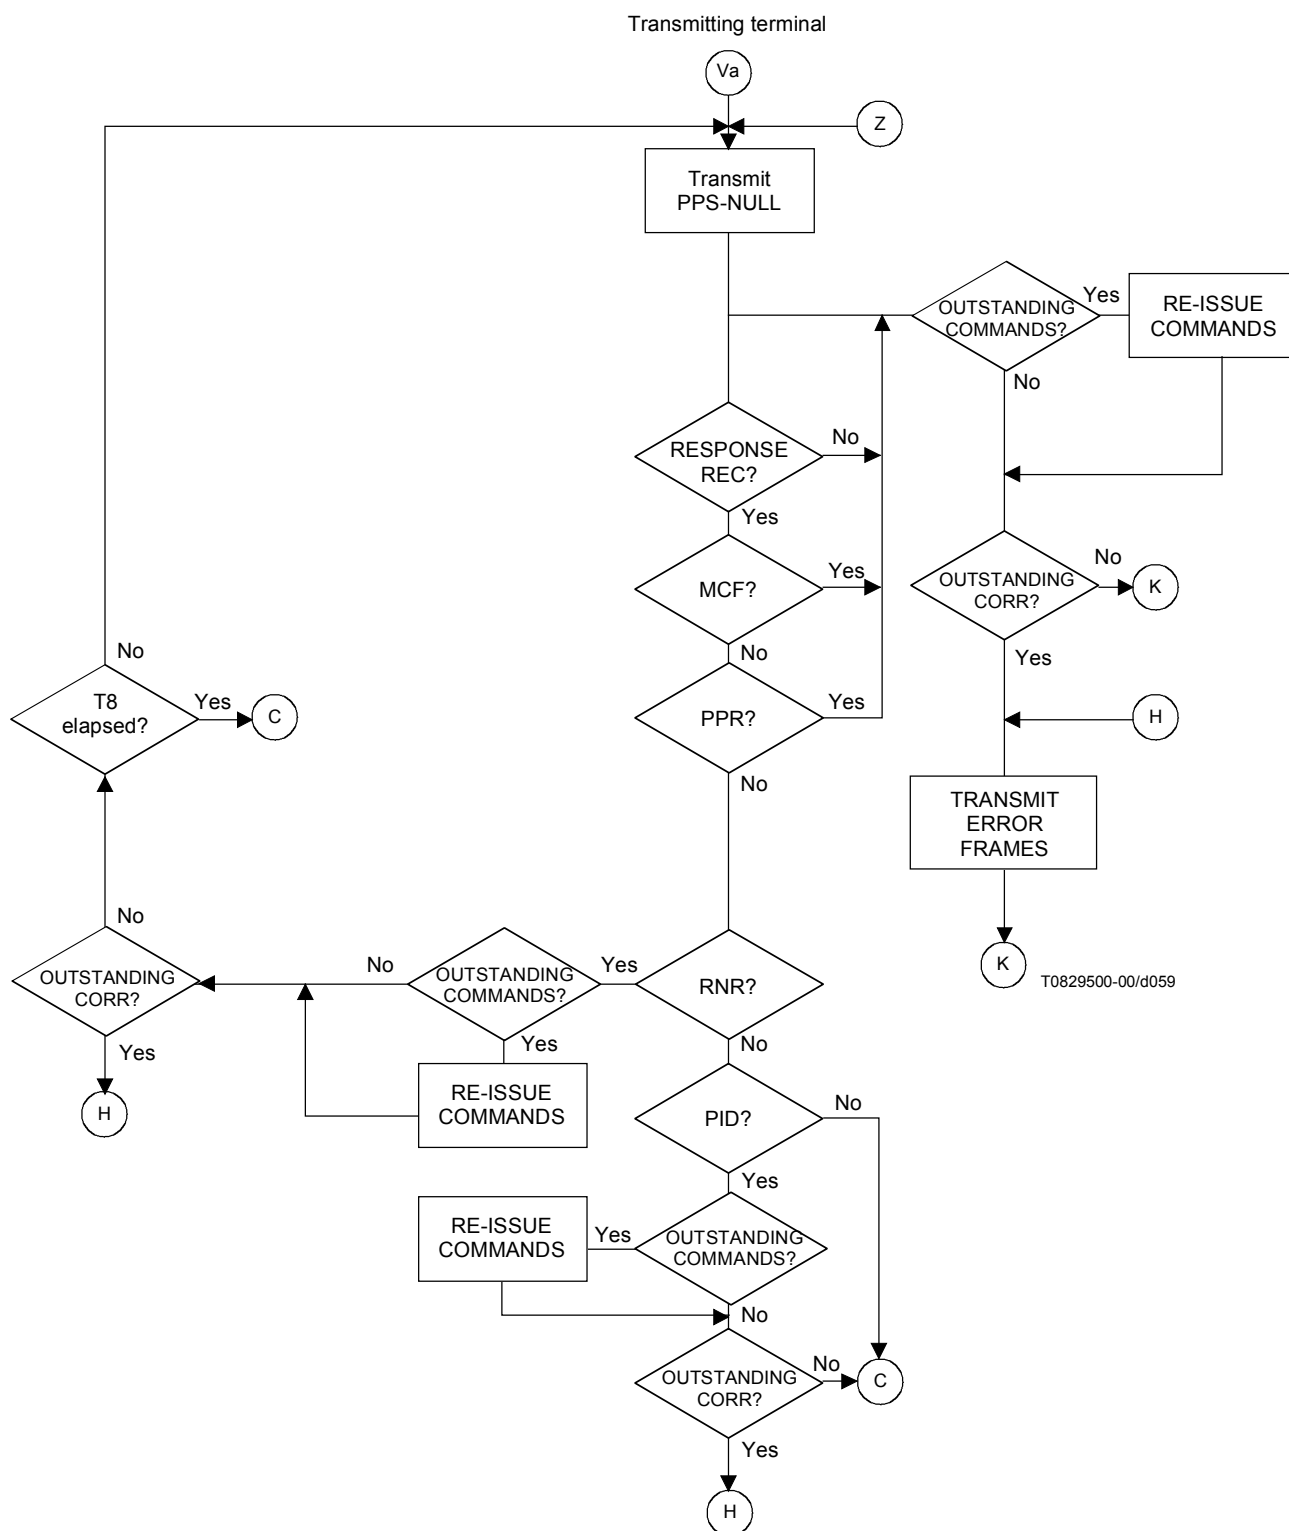 Transmitting terminal
Va
Z
Transmit
PPS-NULL
OUTSTANDING
COMMANDS?
Yes
RE-ISSUE
COMMANDS
No
RESPONSE
REC?
No
Yes
MCF?
Yes
No
OUTSTANDING
CORR?
No
K
Yes
PPR?
Yes
No
H
T8
elapsed?
No
Yes
C
TRANSMIT
ERROR
FRAMES
K
T0829500-00/d059
No
OUTSTANDING
CORR?
Yes
H
No
OUTSTANDING
COMMANDS?
Yes
Yes
RE-ISSUE
COMMANDS
RNR?
No
PID?
No
Yes
RE-ISSUE
COMMANDS
Yes
OUTSTANDING
COMMANDS?
No
OUTSTANDING
CORR?
No
C
Yes
H